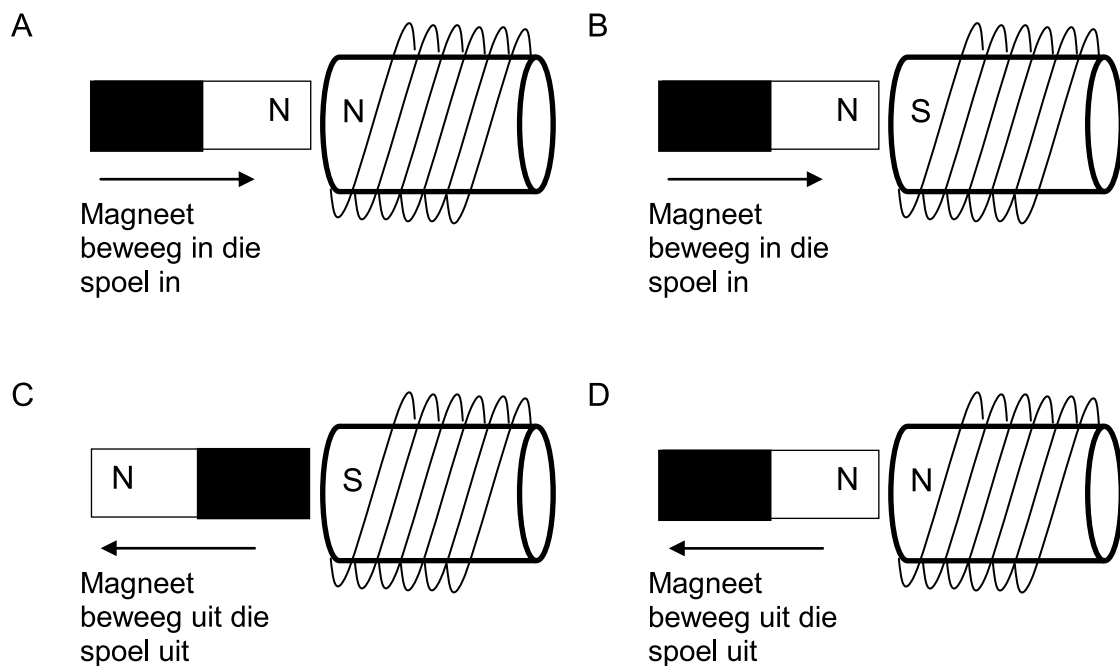 A
N N
Magneet
beweeg in die
spoel in
B
N S
Magneet
beweeg in die
spoel in
C
N S
Magneet
beweeg uit die
spoel uit
D
N N
Magneet
beweeg uit die
spoel uit